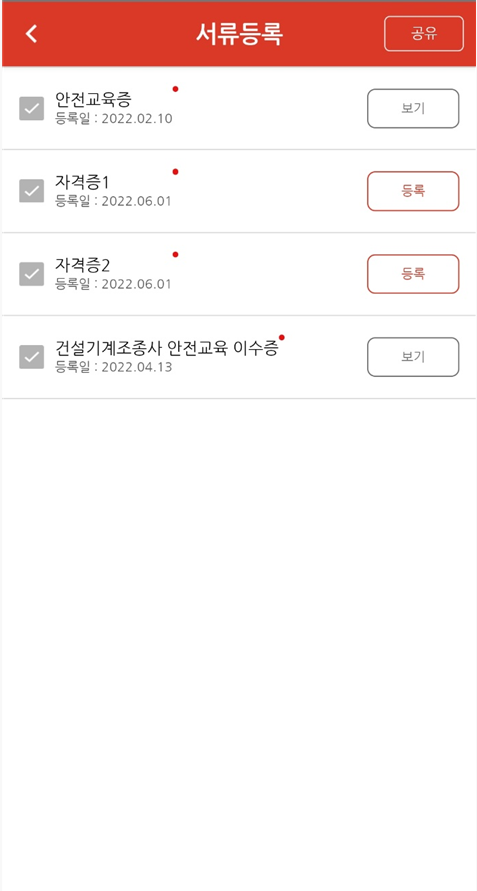 서류등록
공유
안전교육증
등록일 : 2022.02.10
보기
자격증1
등록일 : 2022.06.01
등록
자격증2
등록일 : 2022.06.01
등록
건설기계조종사 안전교육 이수증
등록일 : 2022.04.13
보기